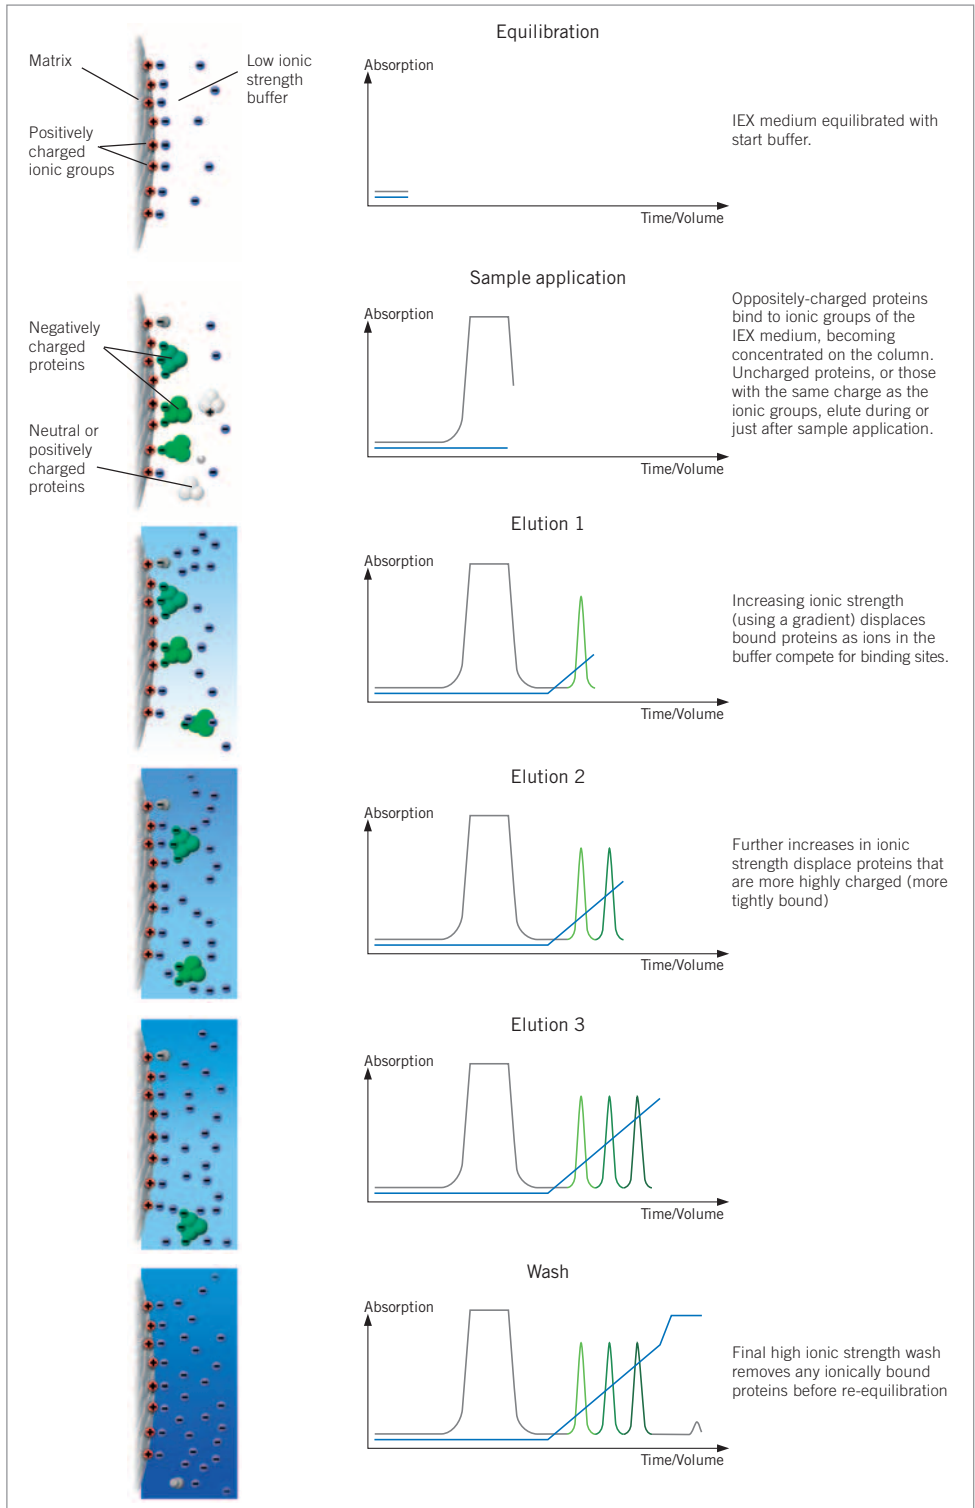 Equilibration
Matrix
Low ionic
strength
buffer
Positively
charged
ionic groups
Absorption
Time/Volume
IEX medium equilibrated with
start buffer.
Sample application
Negatively
charged
proteins
Neutral or
positively
charged
proteins
Absorption
Time/Volume
Oppositely-charged proteins
bind to ionic groups of the
IEX medium, becoming
concentrated on the column.
Uncharged proteins, or those
with the same charge as the
ionic groups, elute during or
just after sample application.
Elution 1
Absorption
Time/Volume
Increasing ionic strength
(using a gradient) displaces
bound proteins as ions in the
buffer compete for binding sites.
Elution 2
Absorption
Time/Volume
Further increases in ionic
strength displace proteins that
are more highly charged (more
tightly bound)
Elution 3
Absorption
Time/Volume
Wash
Absorption
Time/Volume
Final high ionic strength wash
removes any ionically bound
proteins before re-equilibration